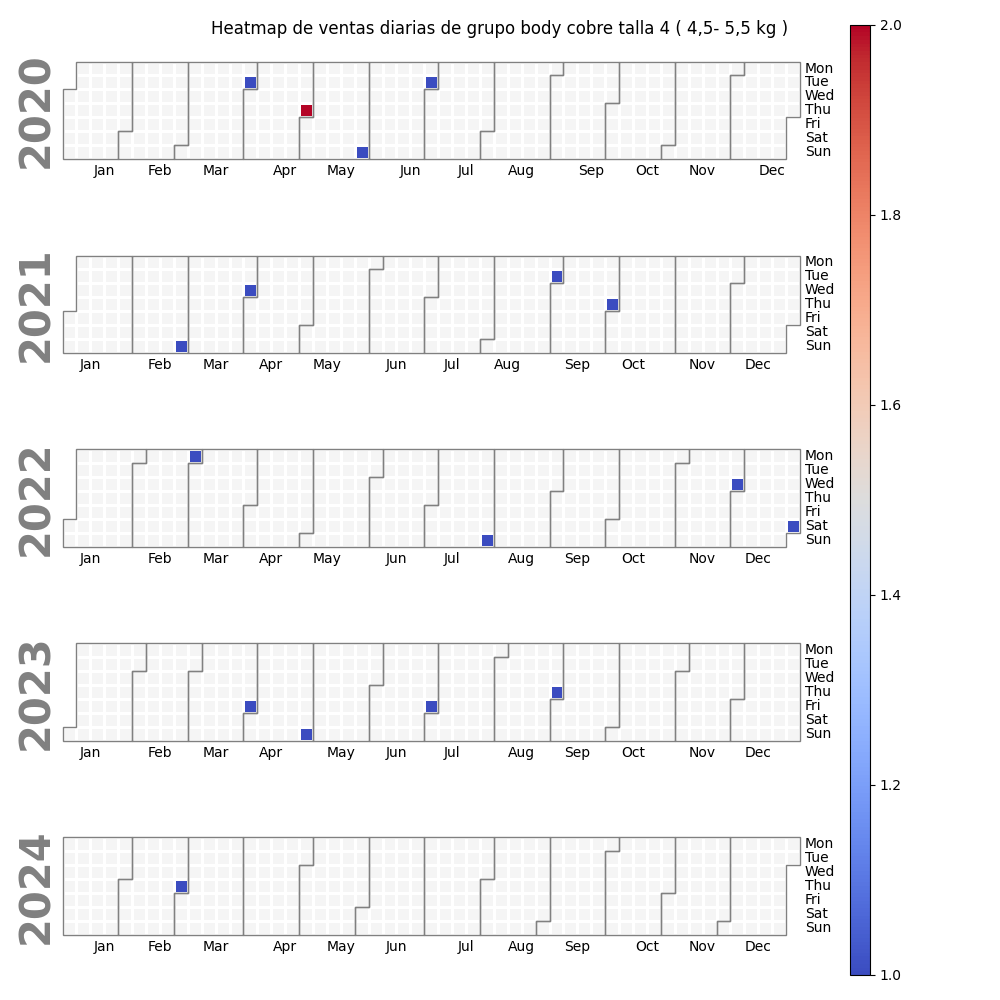 Heatmap de ventas diarias de grupo body cobre talla 4 ( 4,5- 5,5 kg )
2020
Mon
Tue
Wed
Thu
Fri
Sat
Sun
Jan Feb Mar Apr May Jun Jul Aug Sep Oct Nov Dec
2021
Mon
Tue
Wed
Thu
Fri
Sat
Sun
Jan Feb Mar Apr May Jun Jul Aug Sep Oct Nov Dec
2022
Mon
Tue
Wed
Thu
Fri
Sat
Sun
Jan Feb Mar Apr May Jun Jul Aug Sep Oct Nov Dec
2023
Mon
Tue
Wed
Thu
Fri
Sat
Sun
Jan Feb Mar Apr May Jun Jul Aug Sep Oct Nov Dec
2024
Mon
Tue
Wed
Thu
Fri
Sat
Sun
Jan Feb Mar Apr May Jun Jul Aug Sep Oct Nov Dec
2.0
1.8
1.6
1.4
1.2
1.0